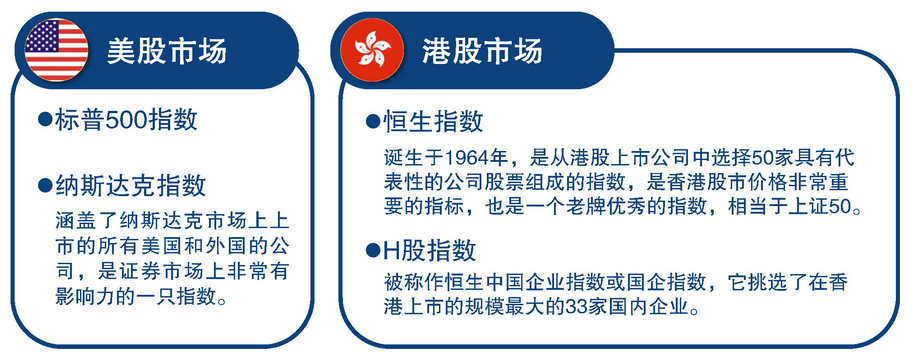 美股市场
●标普500指数
●纳斯达克指数
涵盖了纳斯达克市场上上
市的所有美国和外国的公
司，是证券市场上非常有
影响力的一只指数。
港股市场
●恒生指数
诞生于1964年，是从港股上市公司中选择50家具有代
表性的公司股票组成的指数，是香港股市价格非常重
要的指标，也是一个老牌优秀的指数，相当于上证50。
●H股指数
被称作恒生中国企业指数或国企指数，它挑选了在香
港上市的规模最大的33家国内企业。